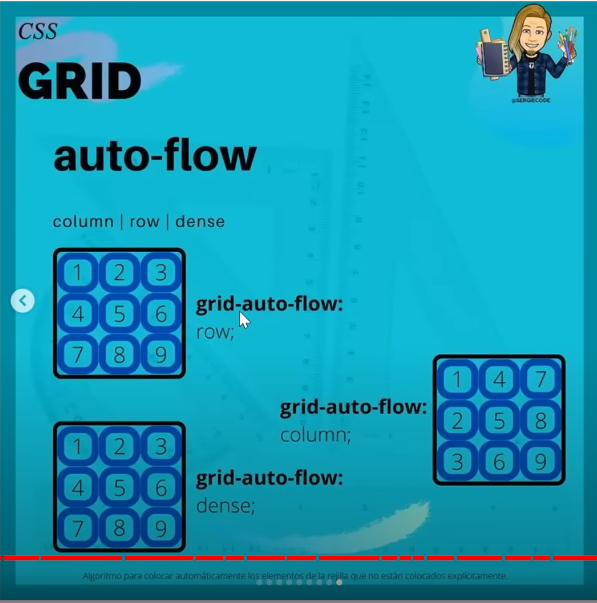 CSS
GRID
@SERGIECODE
auto-flow
column | row | dense
1 2 3
4 5 6
7 8 9
grid-auto-flow:
row;
1 4 7
2 5 8
3 6 9
grid-auto-flow:
column;
1 2 3
4 5 6
7 8 9
grid-auto-flow:
dense;
Algoritmo para colocar automáticamente los elementos de la rejilla que no están colocados explícitamente.